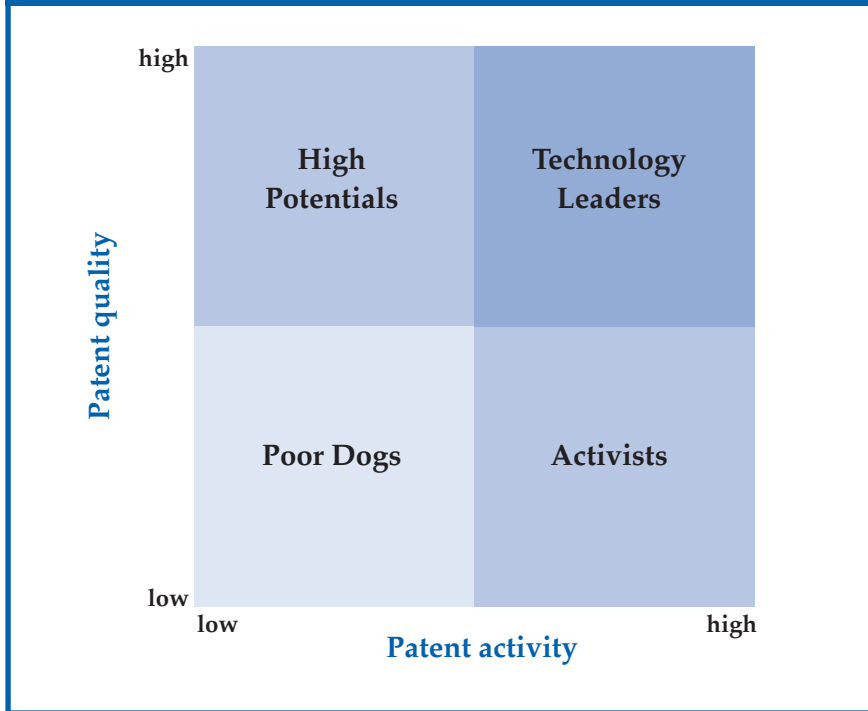 high
High
Potentials
Technology
Leaders
Patent quality
Poor Dogs
Activists
low
low
high
Patent activity